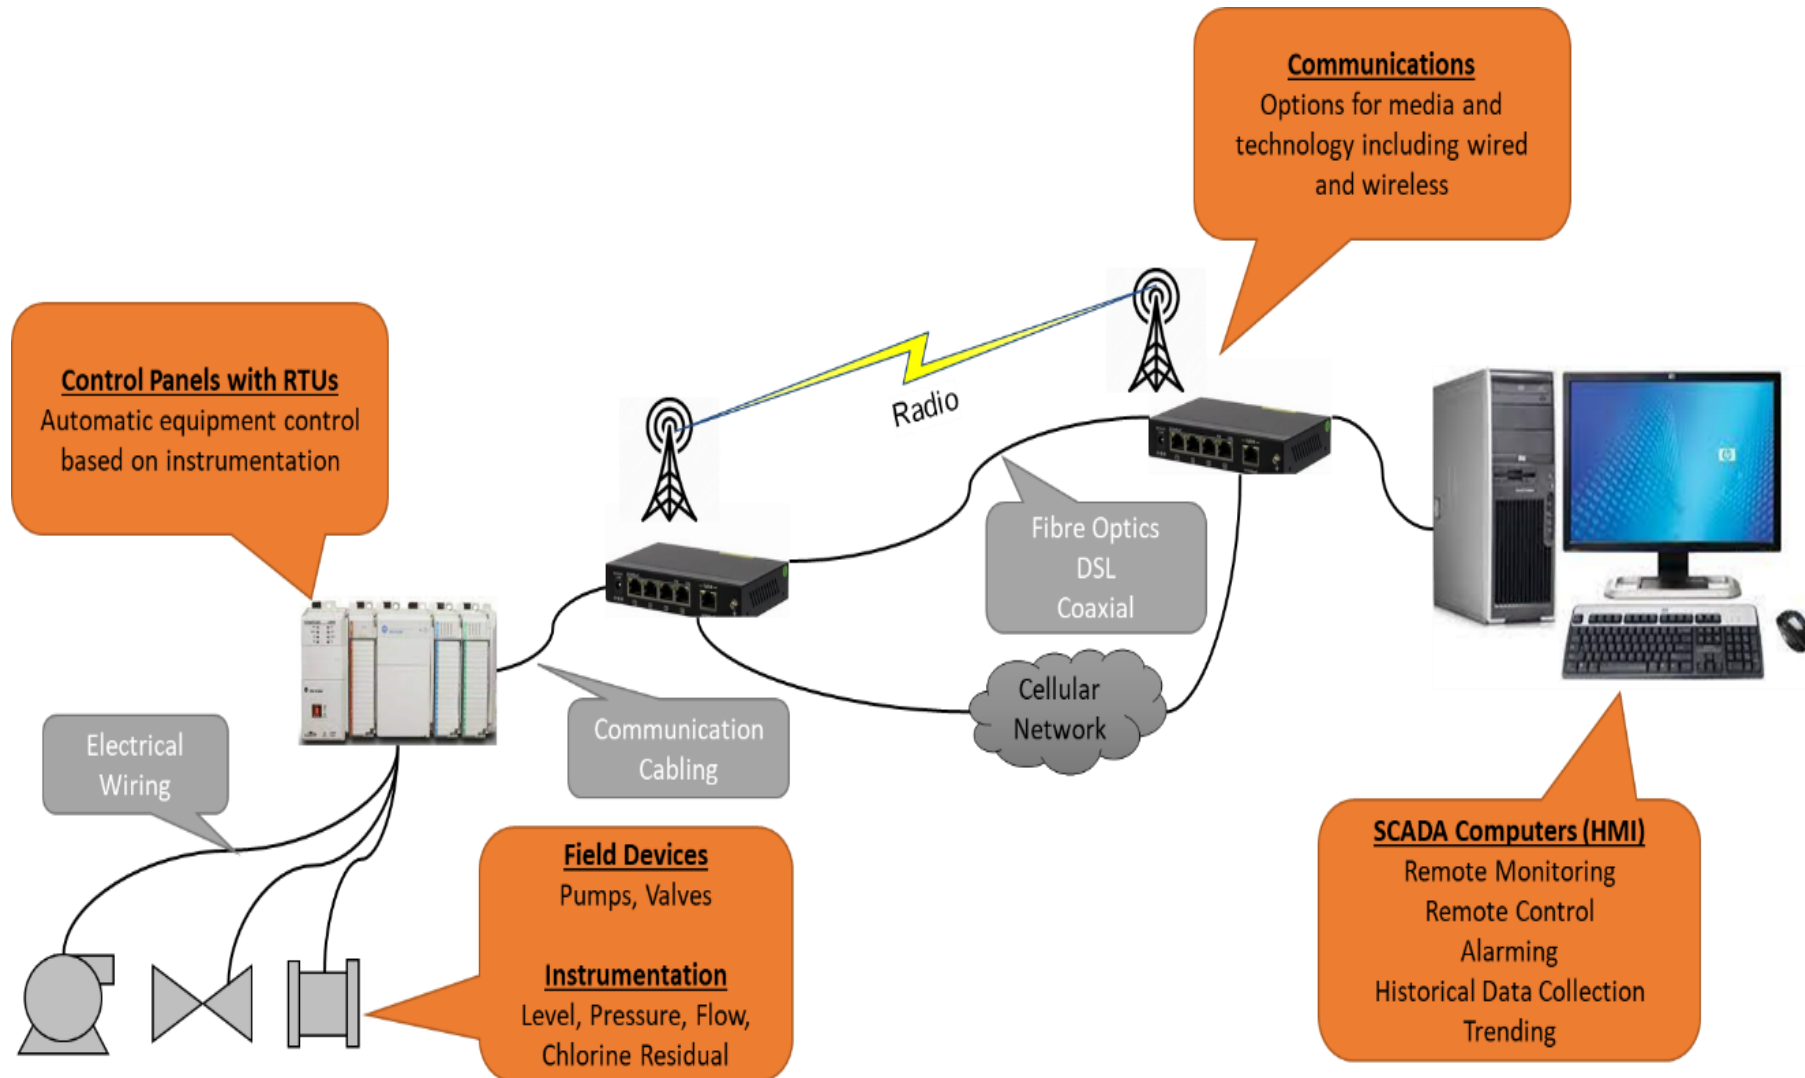 Communications
Options for media and
technology including wired
and wireless
Control Panels with RTUs
Automatic equipment control
based on instrumentation
Radio
Fibre Optics
DSL
Coaxial
Cellular
Network
Communication
Cabling
Electrical
Wiring
Field Devices
Pumps, Valves
Instrumentation
Level, Pressure, Flow,
Chlorine Residual
SCADA Computers (HMI)
Remote Monitoring
Remote Control
Alarming
Historical Data Collection
Trending